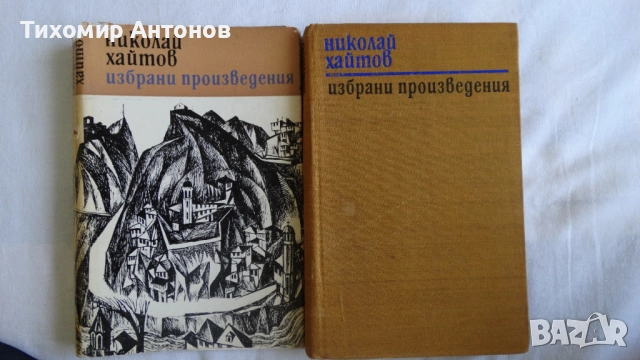 Тихомир Антонов
хайтов
николай
хайтов
избрани произведения
николай
хайтов
избрани произведения
BAZAR